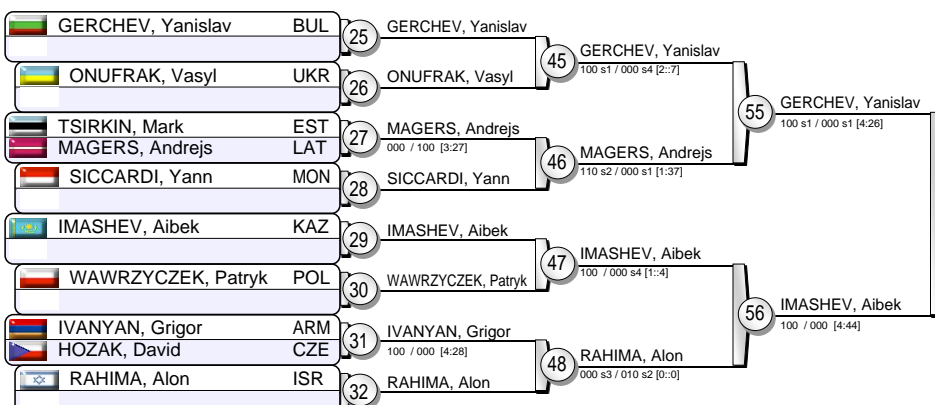 GERCHEV, Yanislav BUL
25
GERCHEV, Yanislav
ONUFRAK, Vasyl UKR
26
ONUFRAK, Vasyl
45
GERCHEV, Yanislav
100 s1 / 000 s4 [2::7]
TSIRKIN, Mark EST
MAGERS, Andrejs LAT
27
MAGERS, Andrejs
000 / 100 [3:27]
SICCARDI, Yann MON
28
SICCARDI, Yann
46
MAGERS, Andrejs
110 s2 / 000 s1 [1:37]
55
GERCHEV, Yanislav
100 s1 / 000 s1 [4:26]
IMASHEV, Aibek KAZ
29
IMASHEV, Aibek
WAWRZYCZEK, Patryk POL
30
WAWRZYCZEK, Patryk
47
IMASHEV, Aibek
100 / 000 s4 [1::4]
IVANYAN, Grigor ARM
HOZAK, David CZE
31
IVANYAN, Grigor
100 / 000 [4:28]
RAHIMA, Alon ISR
32
RAHIMA, Alon
48
RAHIMA, Alon
000 s3 / 010 s2 [0::0]
56
IMASHEV, Aibek
100 / 000 [4:44]